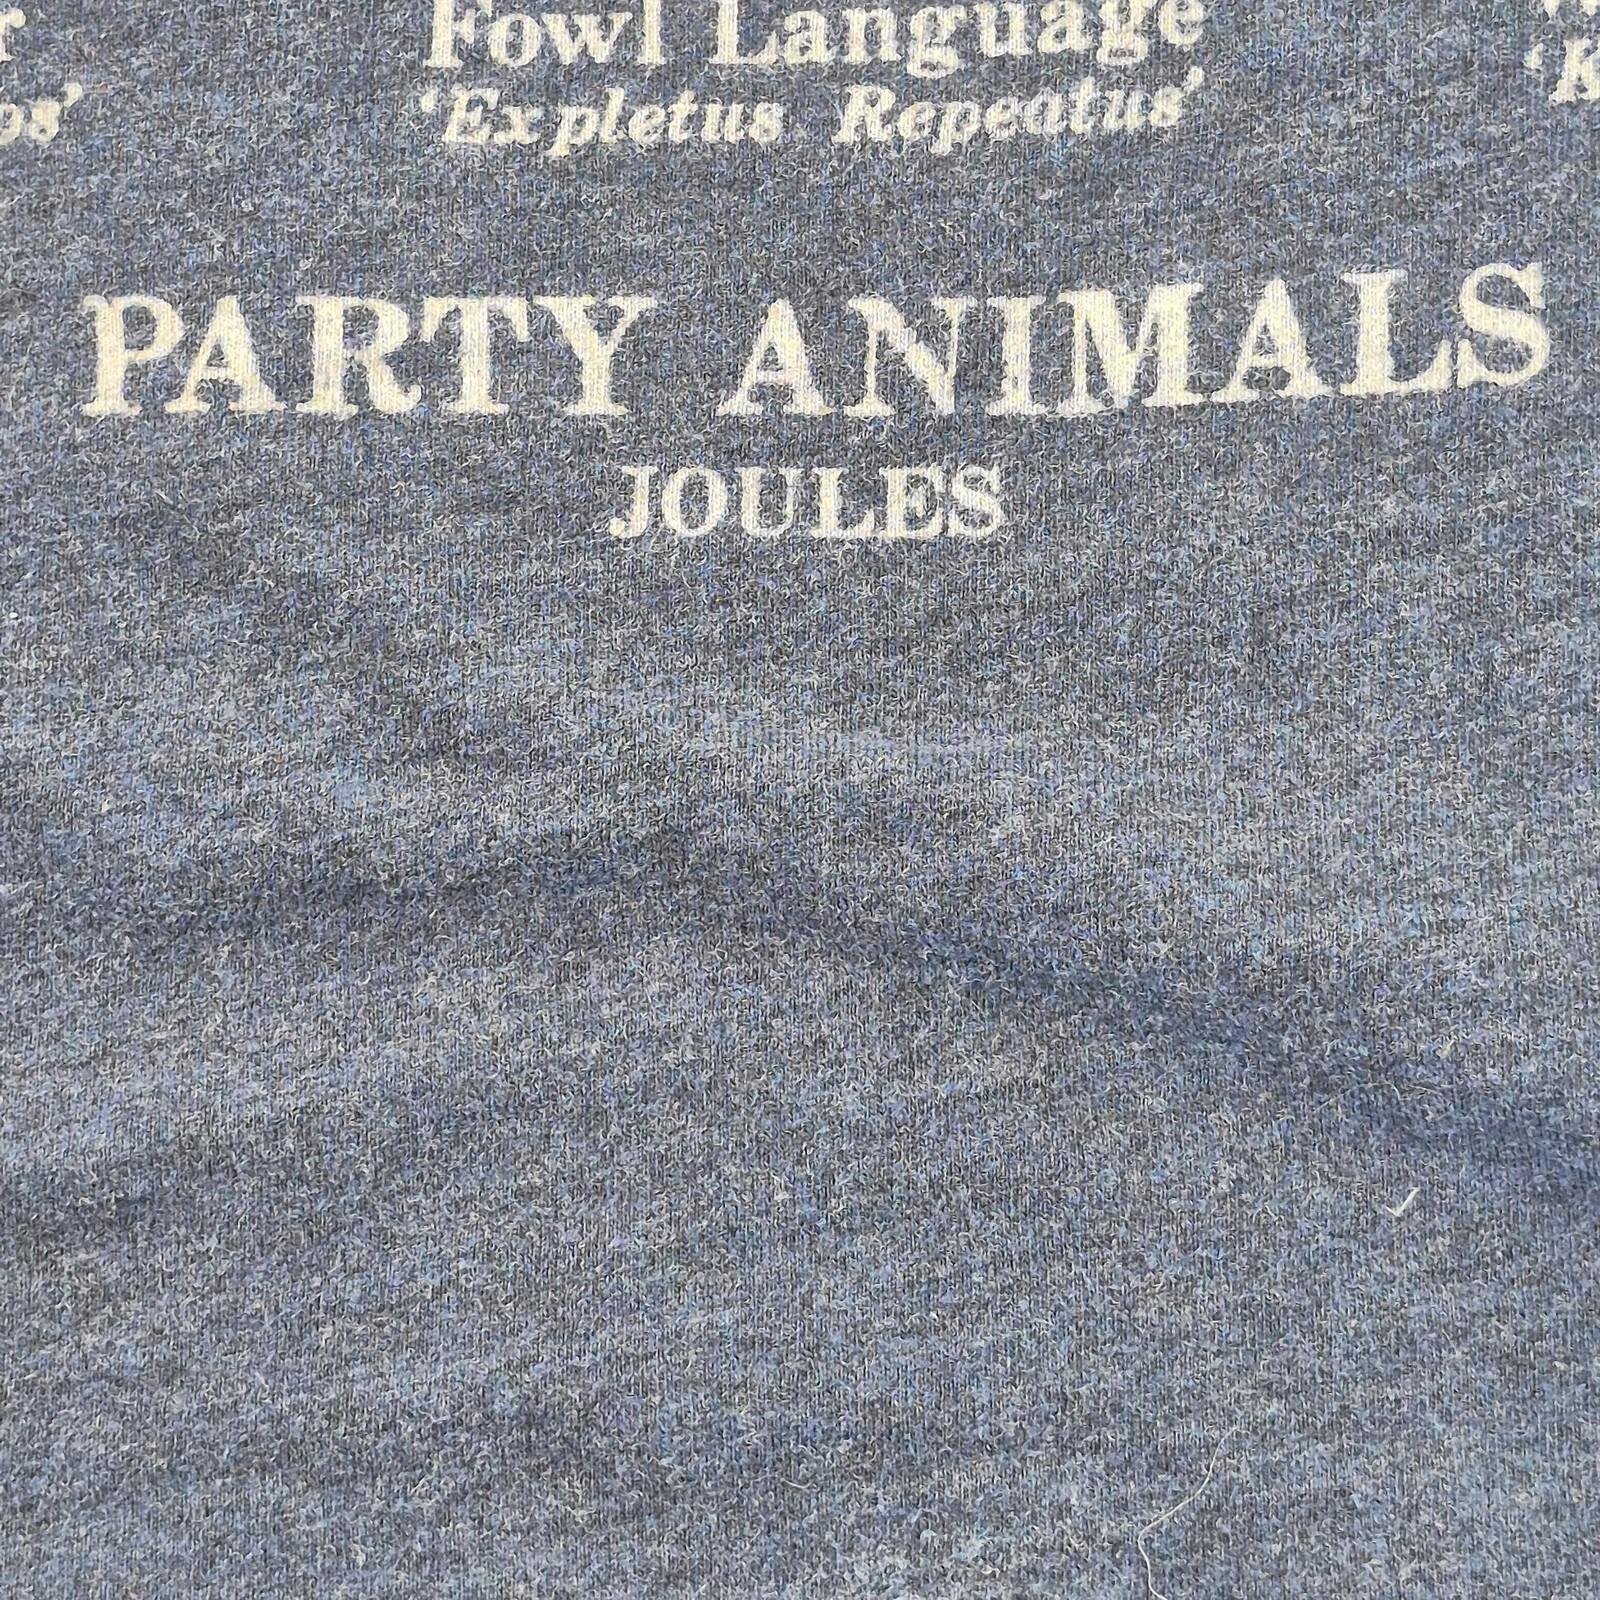 Fowl Language
'Expletus Repeatus'
PARTY ANIMALS
JOULES